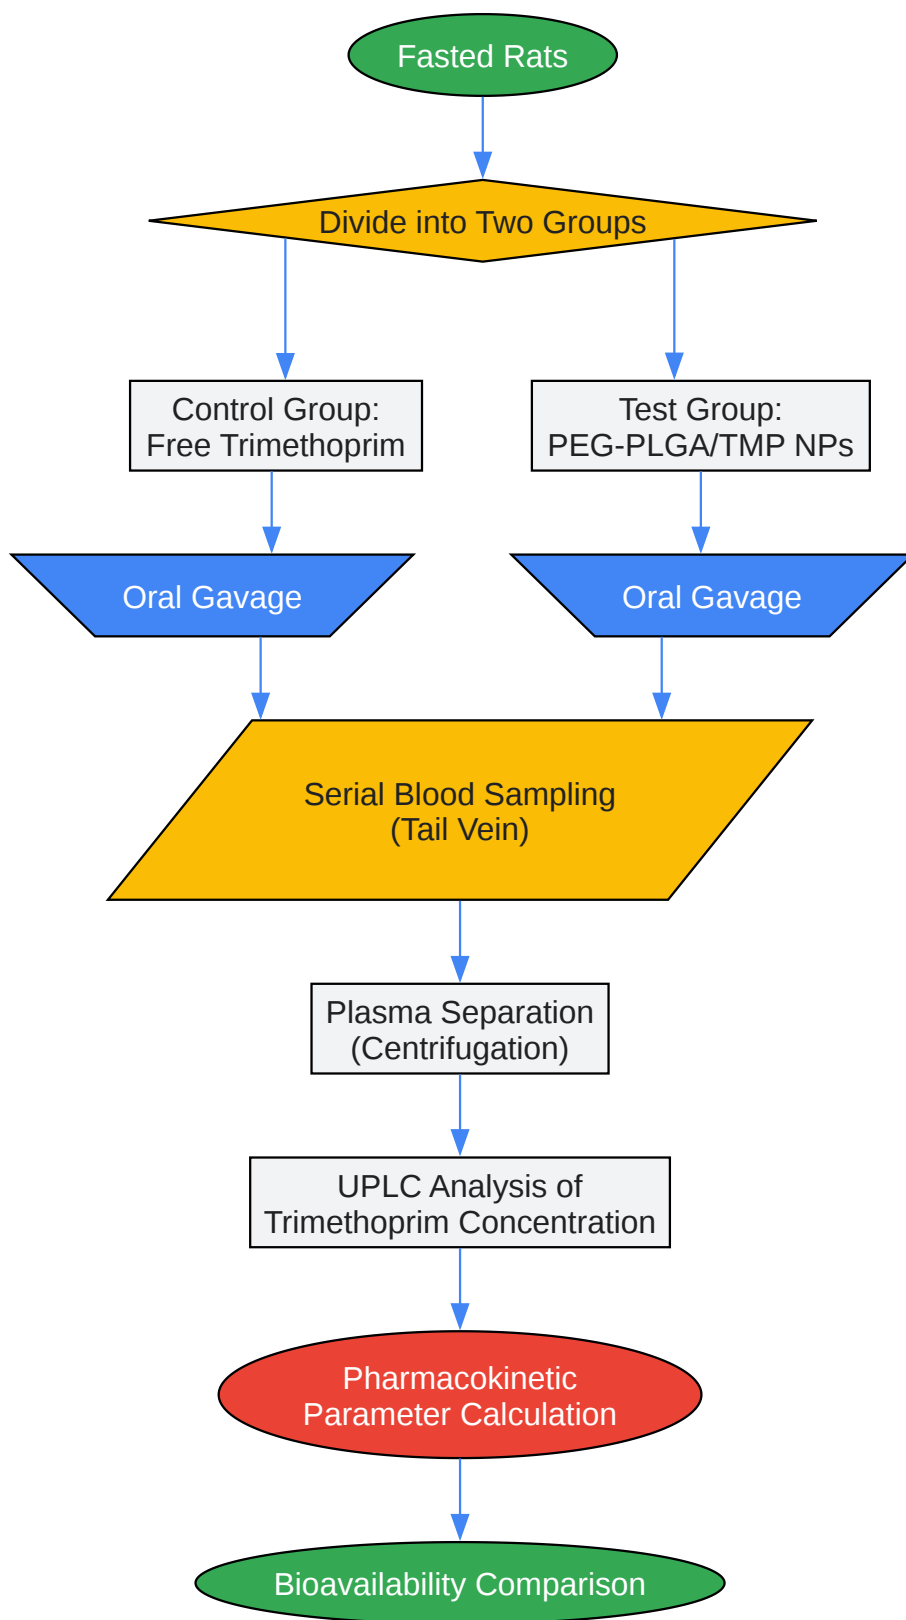 Fasted Rats
Divide into Two Groups
Control Group:
Free Trimethoprim
Test Group:
PEG-PLGA/TMP NPs
Oral Gavage
Oral Gavage
Serial Blood Sampling
(Tail Vein)
Plasma Separation
(Centrifugation)
UPLC Analysis of
Trimethoprim Concentration
Pharmacokinetic
Parameter Calculation
Bioavailability Comparison